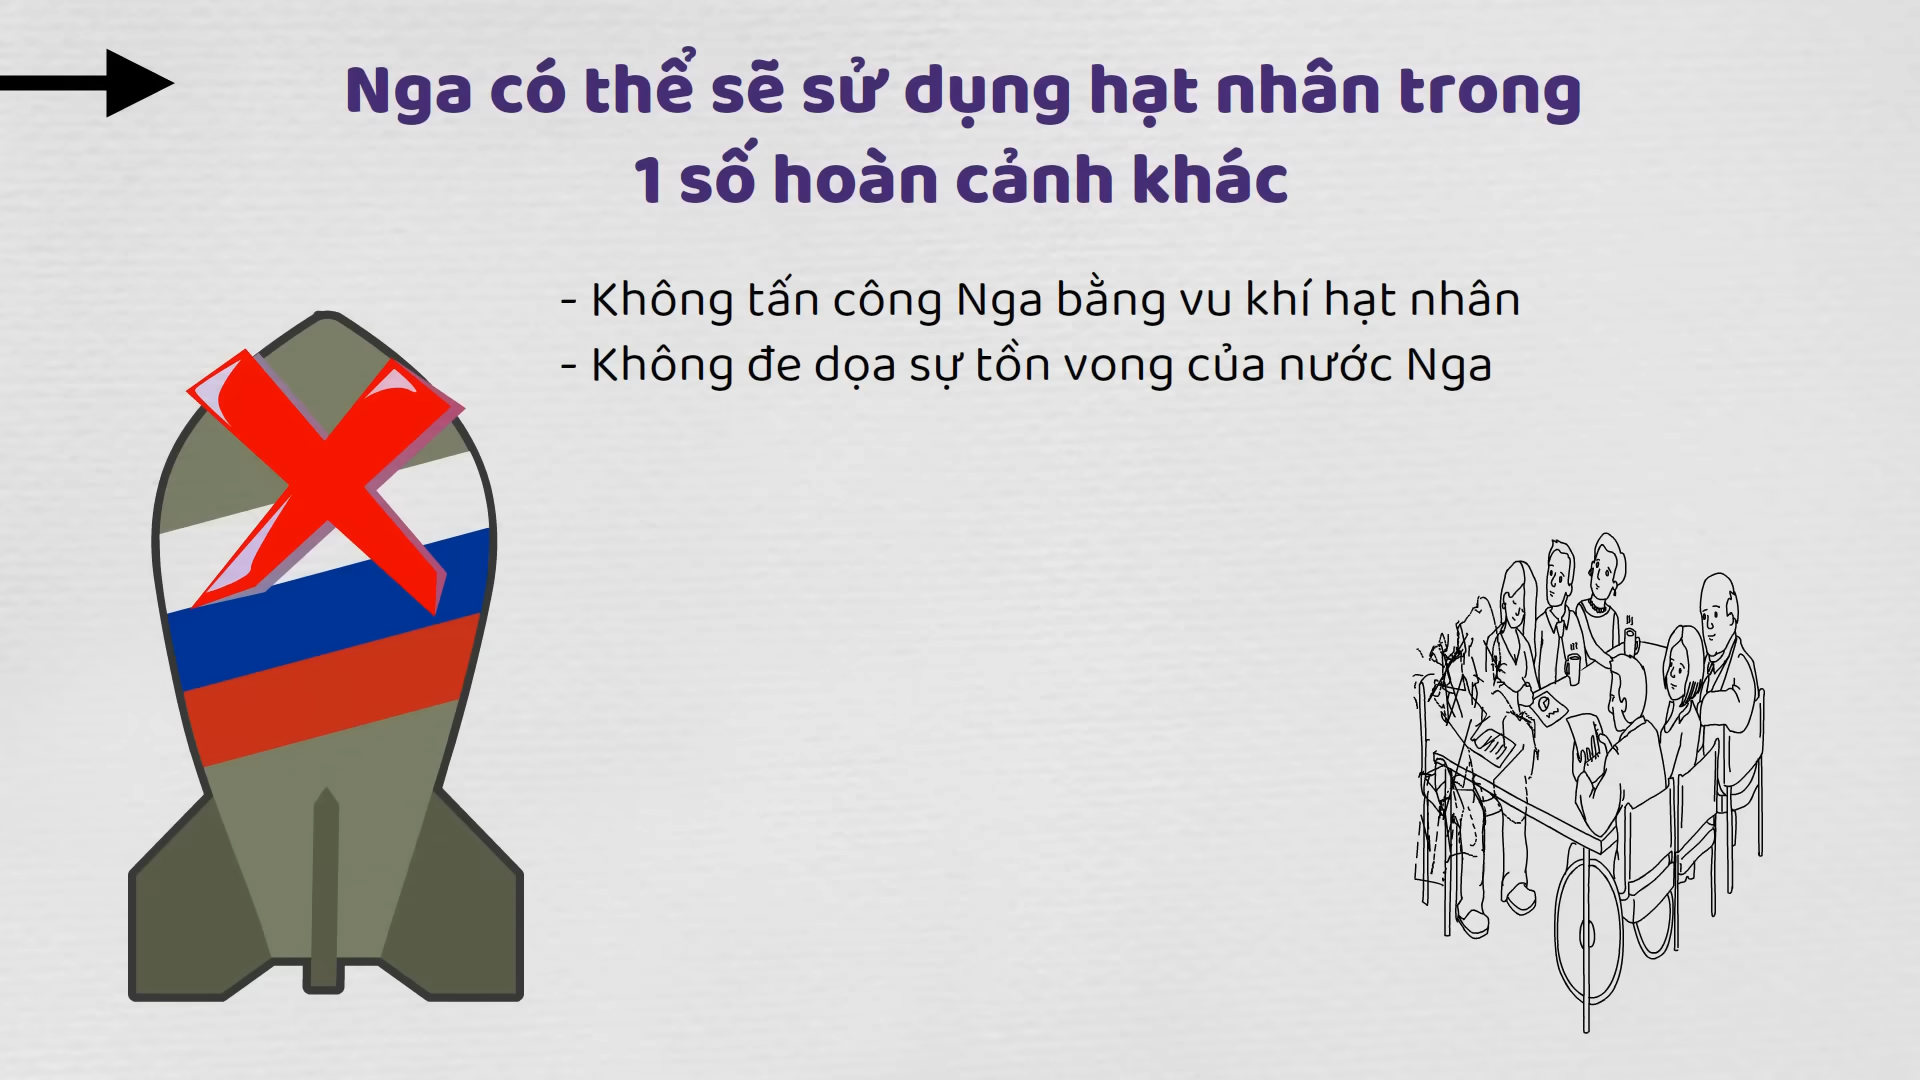 Nga có thể sẽ sử dụng hạt nhân trong
1 số hoàn cảnh khác
- Không tấn công Nga bằng vu khí hạt nhân
- Không đe dọa sự tồn vong của nước Nga